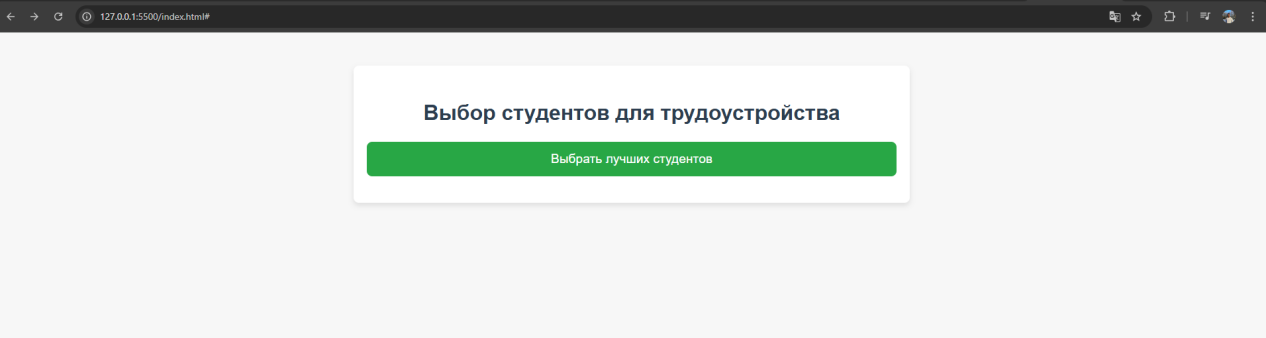 127.0.0.1:5500/index.html#
Выбор студентов для трудоустройства
Выбрать лучших студентов